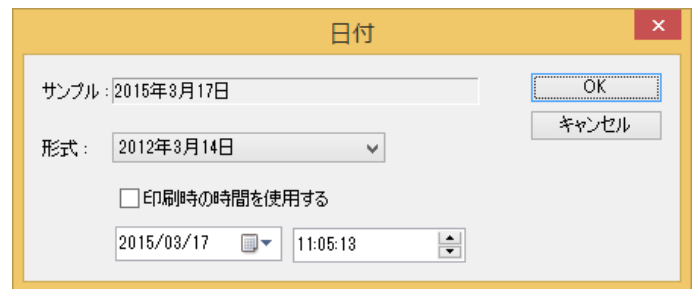 日付
サンプル : 2015年3月17日
OK
キャンセル
形式 : 2012年3月14日
印刷時の時間を使用する
2015/03/17 11:05:13